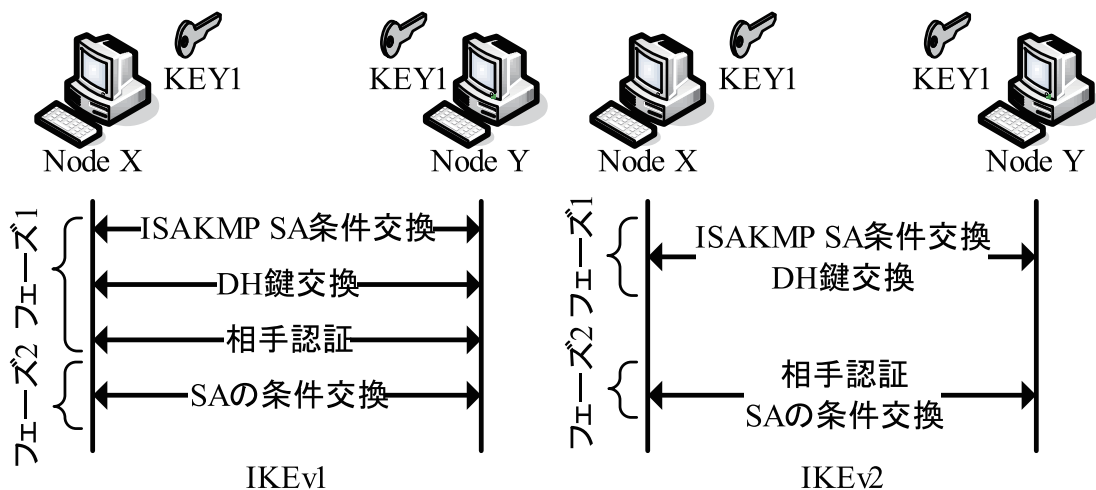 KEY1
KEY1
Node X
Node Y
フェーズ1
ISAKMP SA条件交換
DH鍵交換
相手認証
フェーズ2
SAの条件交換
IKEv1
KEY1
KEY1
Node X
Node Y
フェーズ1
ISAKMP SA条件交換
DH鍵交換
フェーズ2
相手認証
SAの条件交換
IKEv2